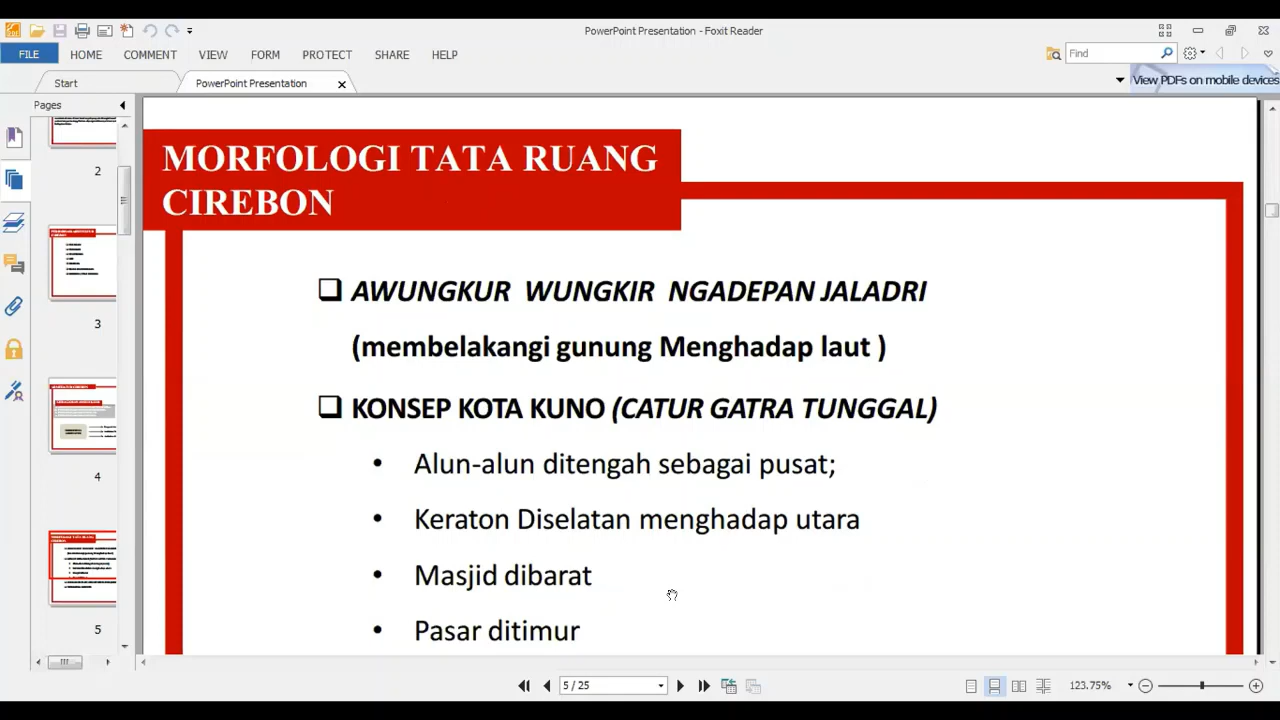 PowerPoint Presentation - Foxit Reader
FILE HOME COMMENT VIEW FORM PROTECT SHARE HELP
Find
Start PowerPoint Presentation
View PDFs on mobile devices
Pages
2
3
4
5
MORFOLOGI TATA RUANG
CIREBON
AWUNGKUR WUNGKIR NGADEPAN JALADRI
(membelakangi gunung Menghadap laut )
KONSEP KOTA KUNO (CATUR GATRA TUNGGAL)
• Alun-alun ditengah sebagai pusat;
• Keraton Diselatan menghadap utara
• Masjid dibarat
• Pasar ditimur
5 / 25
123.75%